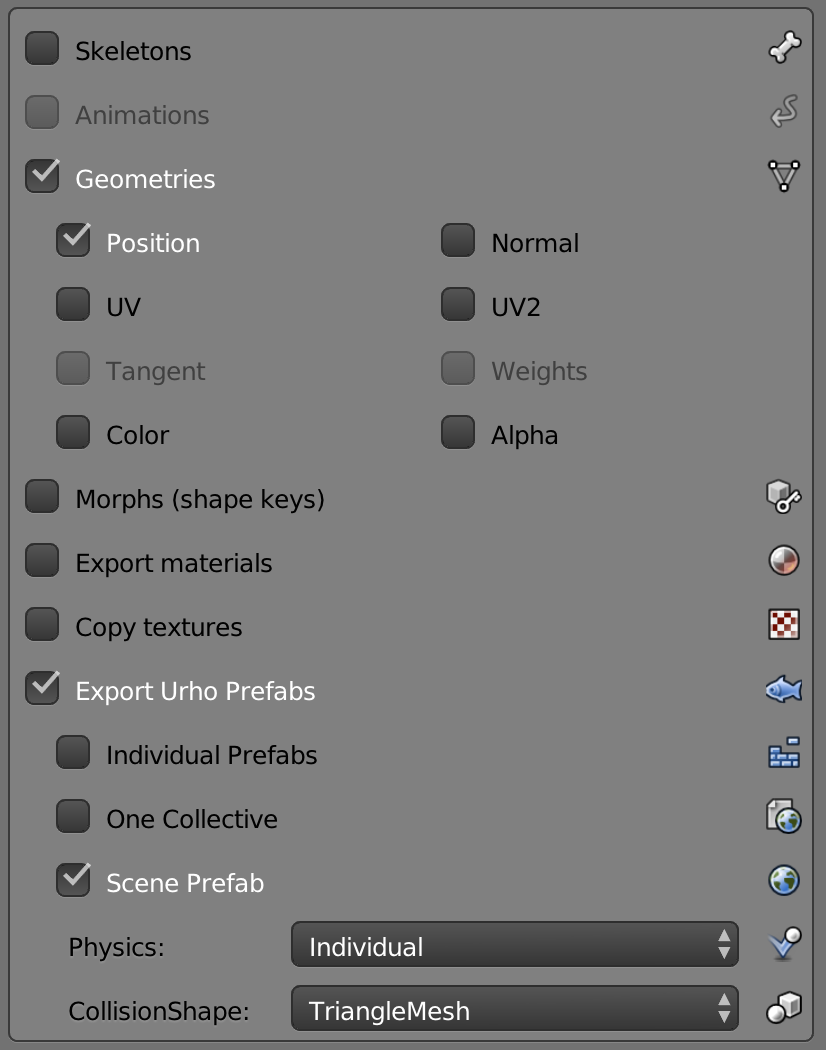 Skeletons
Animations
Geometries
Position Normal
UV UV2
Tangent Weights
Color Alpha
Morphs (shape keys)
Export materials
Copy textures
Export Urho Prefabs
Individual Prefabs
One Collective
Scene Prefab
Physics: Individual
CollisionShape: TriangleMesh